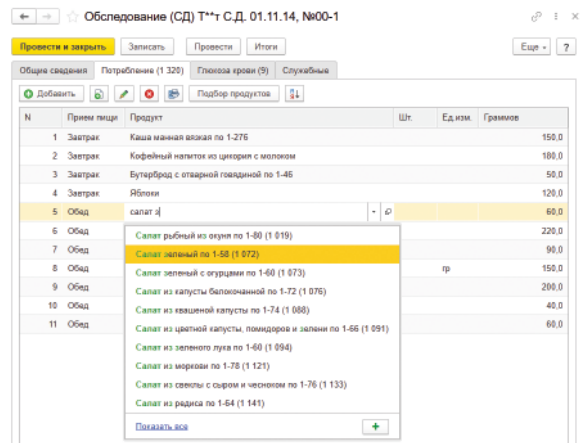 Обследование (СД) Т**т С.Д. 01.11.14, №00-1
Провести и закрыть Записать Провести Итоги Еще ?
Общие сведения Потребление (1 320) Глюкоза крови (9) Служебные
Добавить Подбор продуктов
N Прием пищи Продукт Шт. Ед.изм. Граммов
1 Завтрак Каша манная вязкая по 1-276 150,0
2 Завтрак Кофейный напиток из цикория с молоком 180,0
3 Завтрак Бутерброд с отварной говядиной по 1-46 50,0
4 Завтрак Яблоки 120,0
5 Обед салат з 60,0
6 Обед 220,0
7 Обед 90,0
8 Обед гр 150,0
9 Обед 200,0
10 Обед 40,0
11 Обед 60,0
Салат рыбный из окуня по 1-80 (1 019)
Салат зеленый по 1-58 (1 072)
Салат зеленый с огурцами по 1-60 (1 073)
Салат из капусты белокочанной по 1-72 (1 076)
Салат из квашеной капусты по 1-74 (1 088)
Салат из цветной капусты, помидоров и зелени по 1-66 (1 091)
Салат из зеленого лука по 1-60 (1 094)
Салат из моркови по 1-78 (1 121)
Салат из свеклы с сыром и чесноком по 1-76 (1 133)
Салат из редиса по 1-64 (1 141)
Показать все